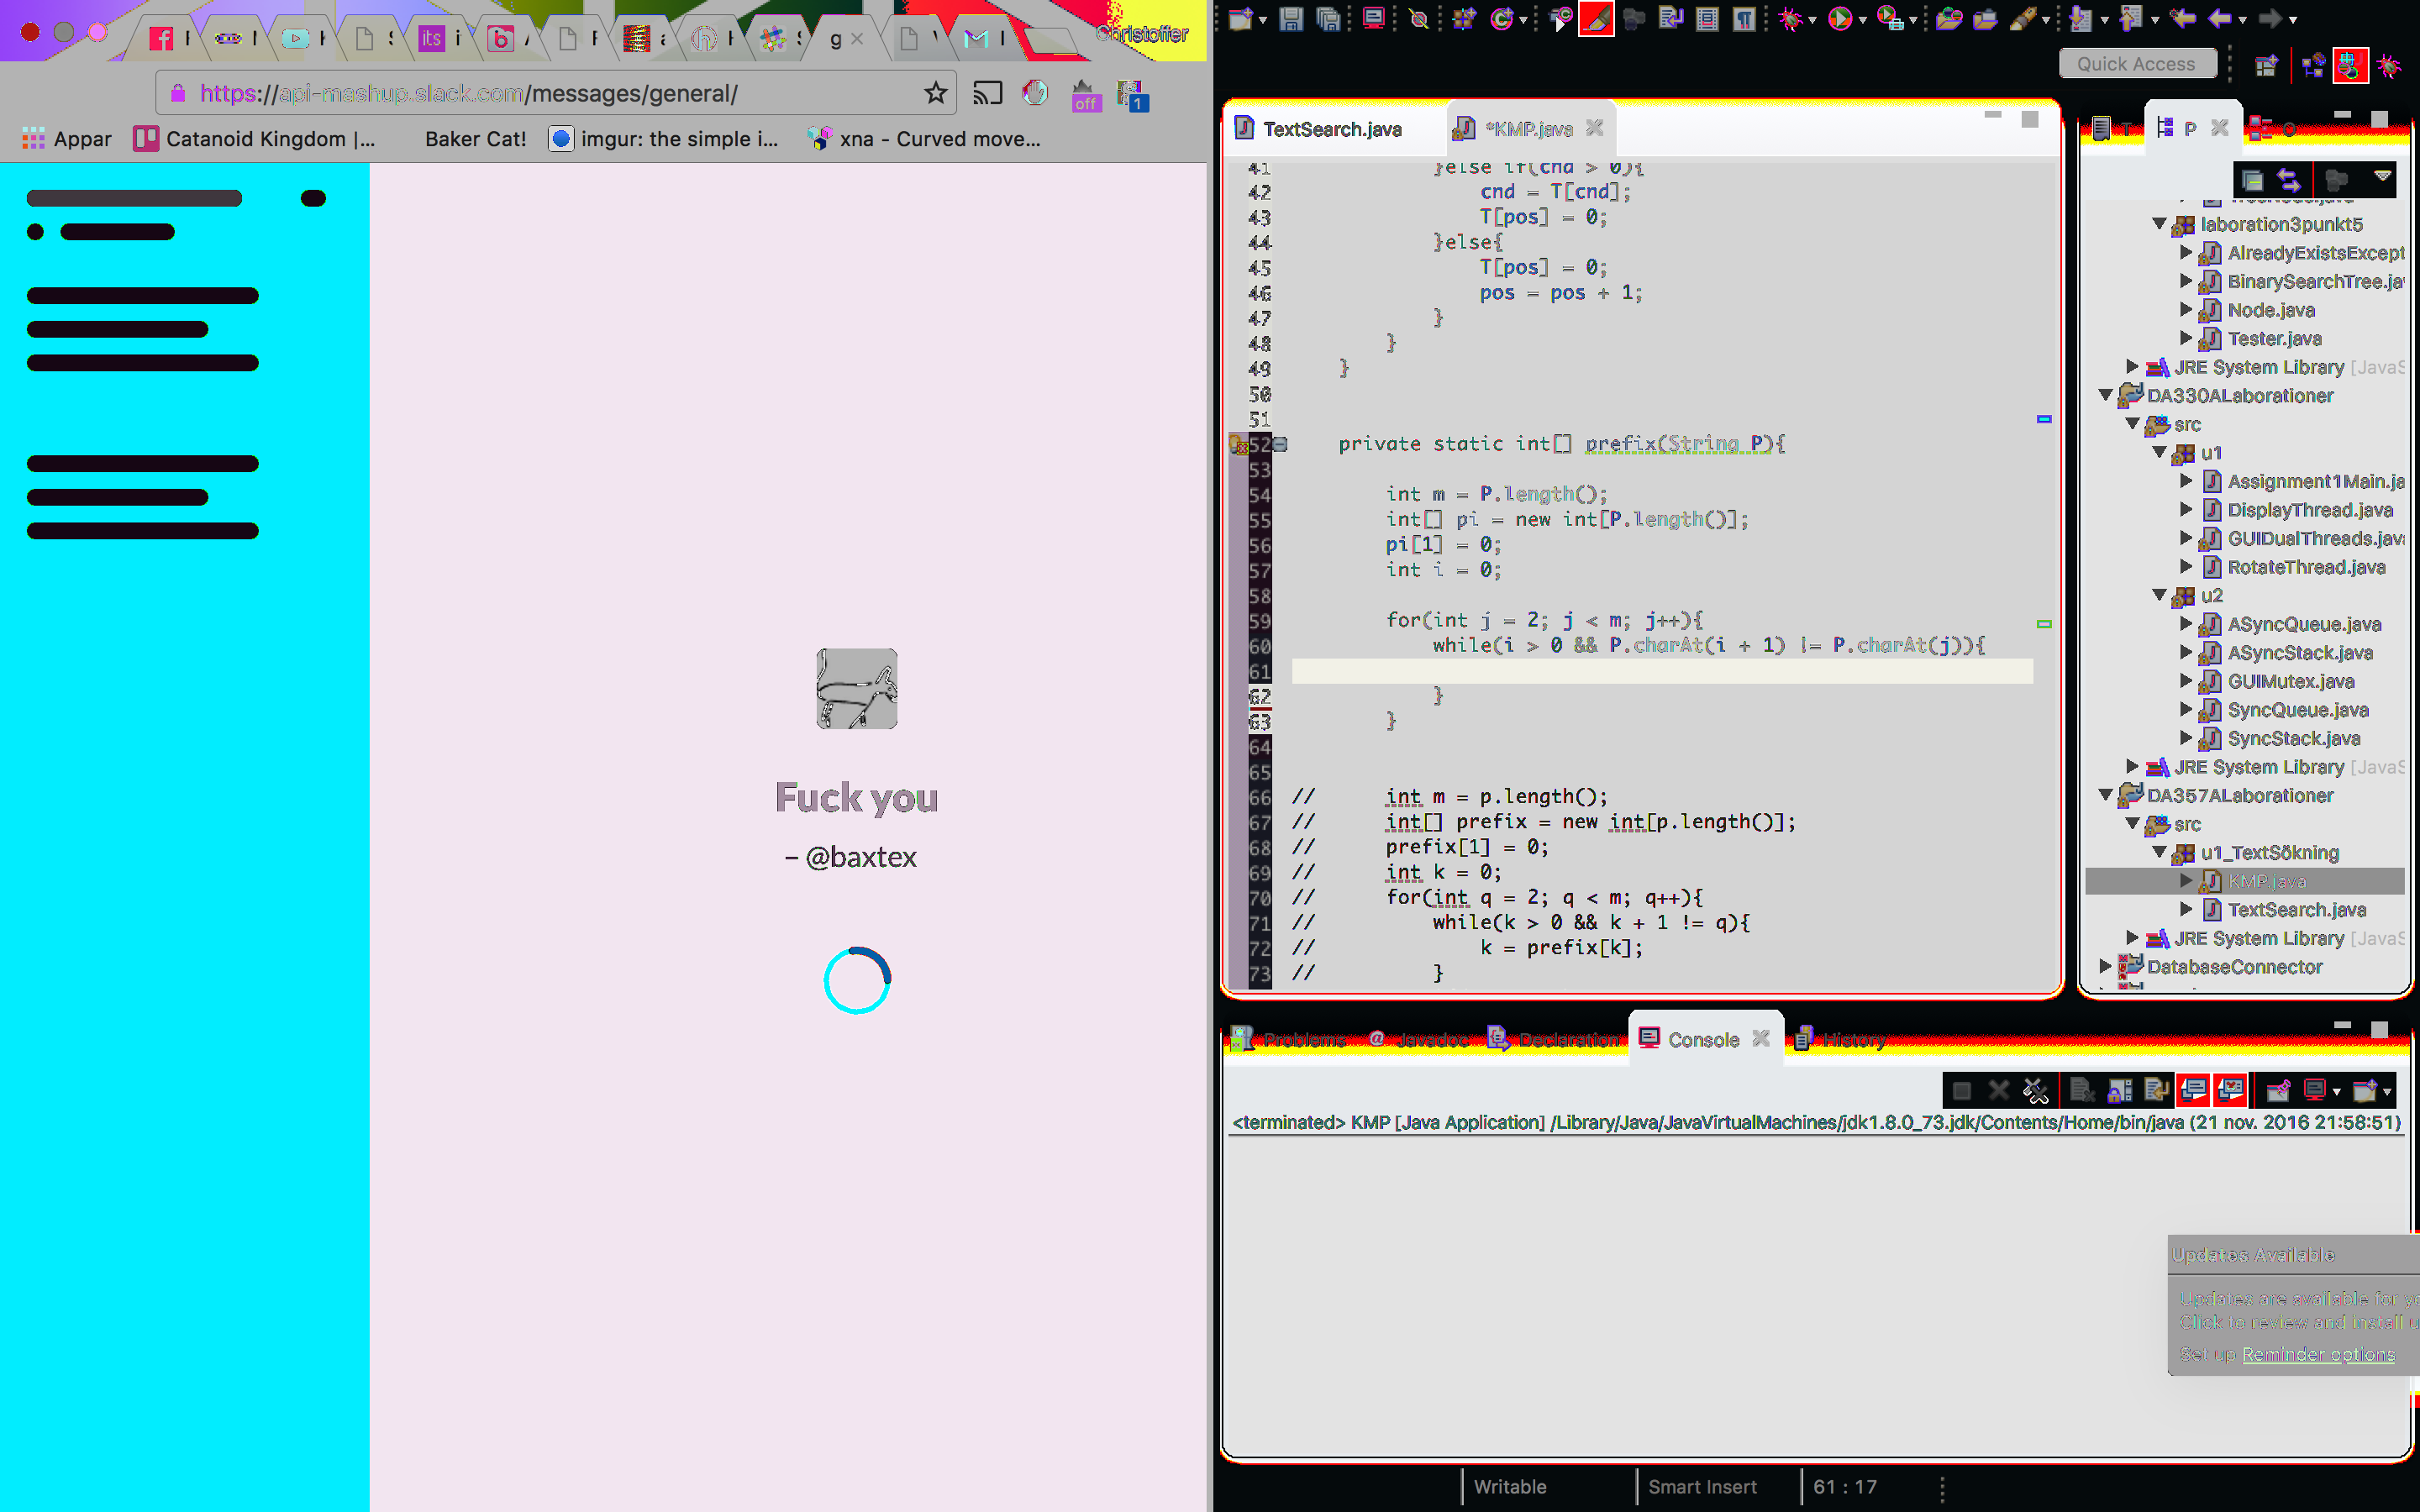 Christoffer
https://api-meshup.slack.com/messages/general/
off
1
Appar
Catanoid Kingdom |...
Baker Cat!
imgur: the simple i...
xna - Curved move...
Fuck you
– @baxtex
Quick Access
TextSearch.java
*KMP.java
41 }else if(cnd > 0){
42 cnd = T[cnd];
43 T[pos] = 0;
44 }else{
45 T[pos] = 0;
46 pos = pos + 1;
47 }
48 }
49 }
50
51
52 private static int[] prefix(String P){
53
54 int m = P.length();
55 int[] pi = new int[P.length()];
56 pi[1] = 0;
57 int i = 0;
58
59 for(int j = 2; j < m; j++){
60 while(i > 0 && P.charAt(i + 1) != P.charAt(j)){
61
62 }
63 }
64
65
66 // int m = p.length();
67 // int[] prefix = new int[p.length()];
68 // prefix[1] = 0;
69 // int k = 0;
70 // for(int q = 2; q < m; q++){
71 // while(k > 0 && k + 1 != q){
72 // k = prefix[k];
73 // }
T
P
O
laboration3punkt5
AlreadyExistsExcept
BinarySearchTree.jav
Node.java
Tester.java
JRE System Library [JavaS
DA330ALaborationer
src
u1
Assignment1Main.ja
DisplayThread.java
GUIDualThreads.java
RotateThread.java
u2
ASyncQueue.java
ASyncStack.java
GUIMutex.java
SyncQueue.java
SyncStack.java
JRE System Library [JavaS
DA357ALaborationer
src
u1_TextSökning
KMP.java
TextSearch.java
JRE System Library [JavaS
DatabaseConnector
Problems
@ Javadoc
Declaration
Console
History
<terminated> KMP [Java Application] /Library/Java/JavaVirtualMachines/jdk1.8.0_73.jdk/Contents/Home/bin/java (21 nov. 2016 21:58:51)
Updates Available
Updates are available for yo
Click to review and install u
Set up Reminder options
Writable
Smart Insert
61 : 17